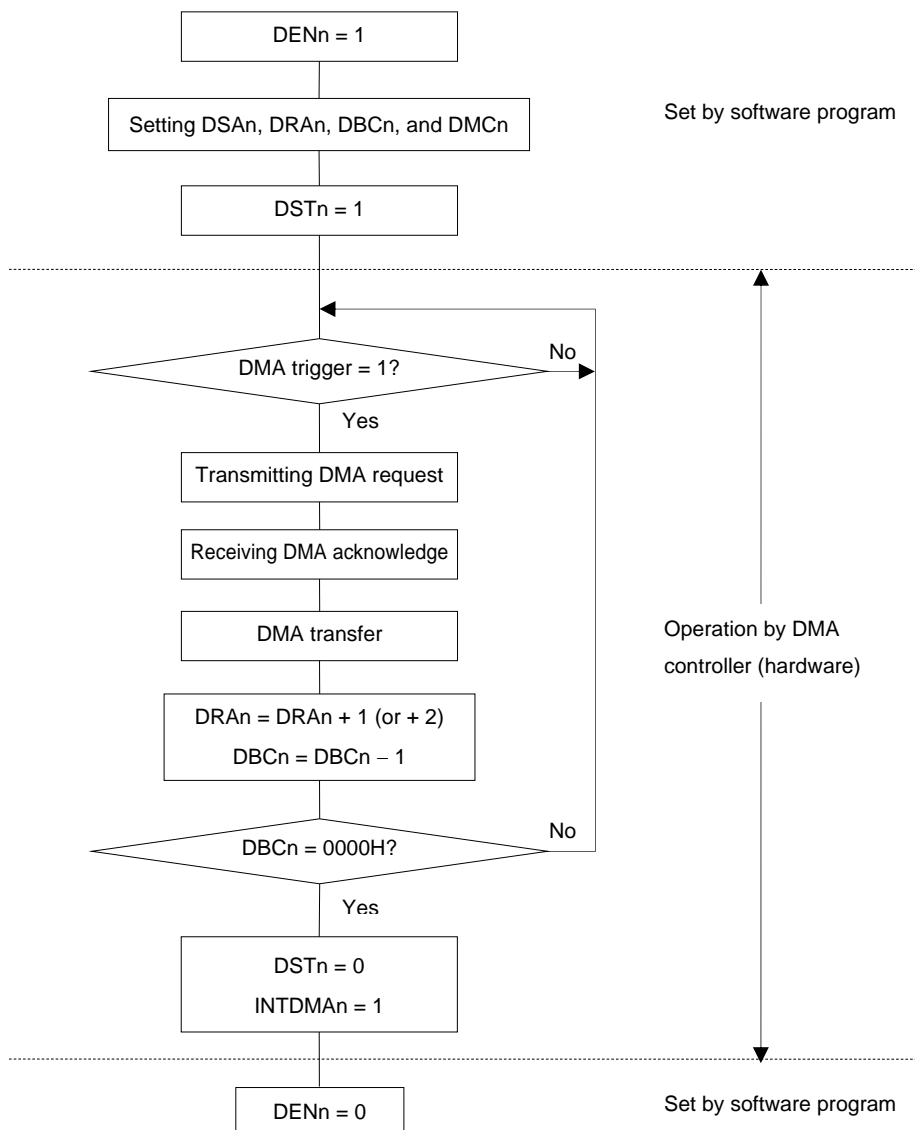 DENn = 1
Setting DSAn, DRAn, DBCn, and DMCn
Set by software program
DSTn = 1
DMA trigger = 1?
No
Yes
Transmitting DMA request
Receiving DMA acknowledge
DMA transfer
Operation by DMA
controller (hardware)
DRAn = DRAn + 1 (or + 2)
DBCn = DBCn − 1
DBCn = 0000H?
No
Yes
DSTn = 0
INTDMAn = 1
DENn = 0
Set by software program